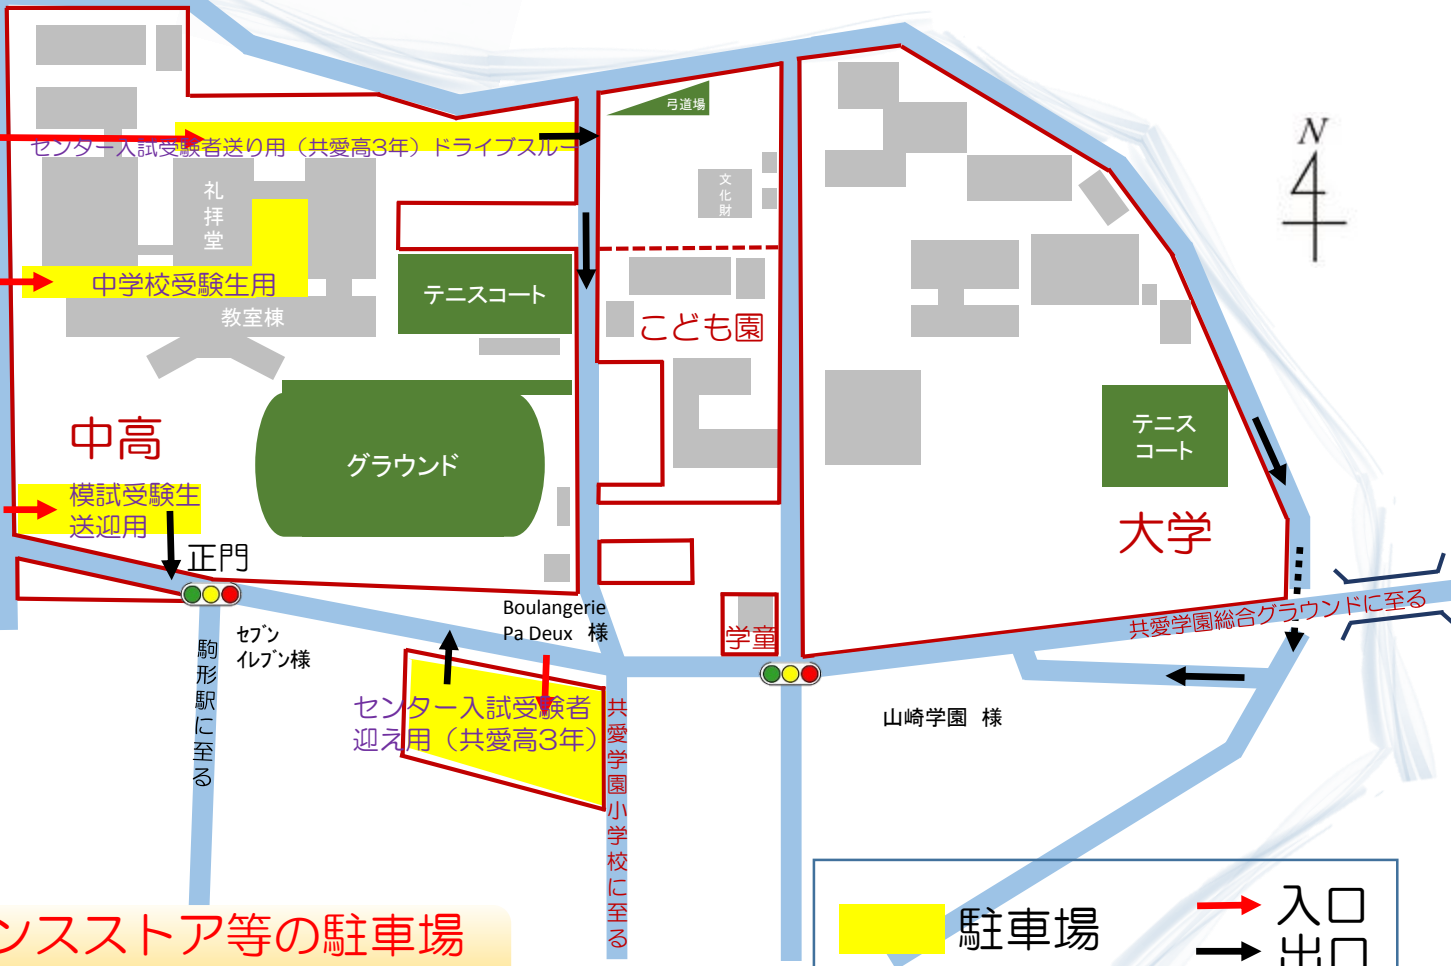 弓道場
N
センター入試受験者送り用（共愛高3年）ドライブスルー
文化財
礼拝堂
中学校受験生用
テニスコート
教室棟
こども園
中高
グラウンド
テニス
コート
模試受験生
送迎用
大学
正門
Boulangerie
Pa Deux 様
共愛学園総合グラウンドに至る
学童
ｾﾌﾞﾝ
ｲﾚﾌﾞﾝ様
駒形駅に至る
センター入試受験者
迎え用（共愛高3年）
共愛学園小学校に至る
山崎学園 様
ンスストア等の駐車場
駐車場
入口
出口